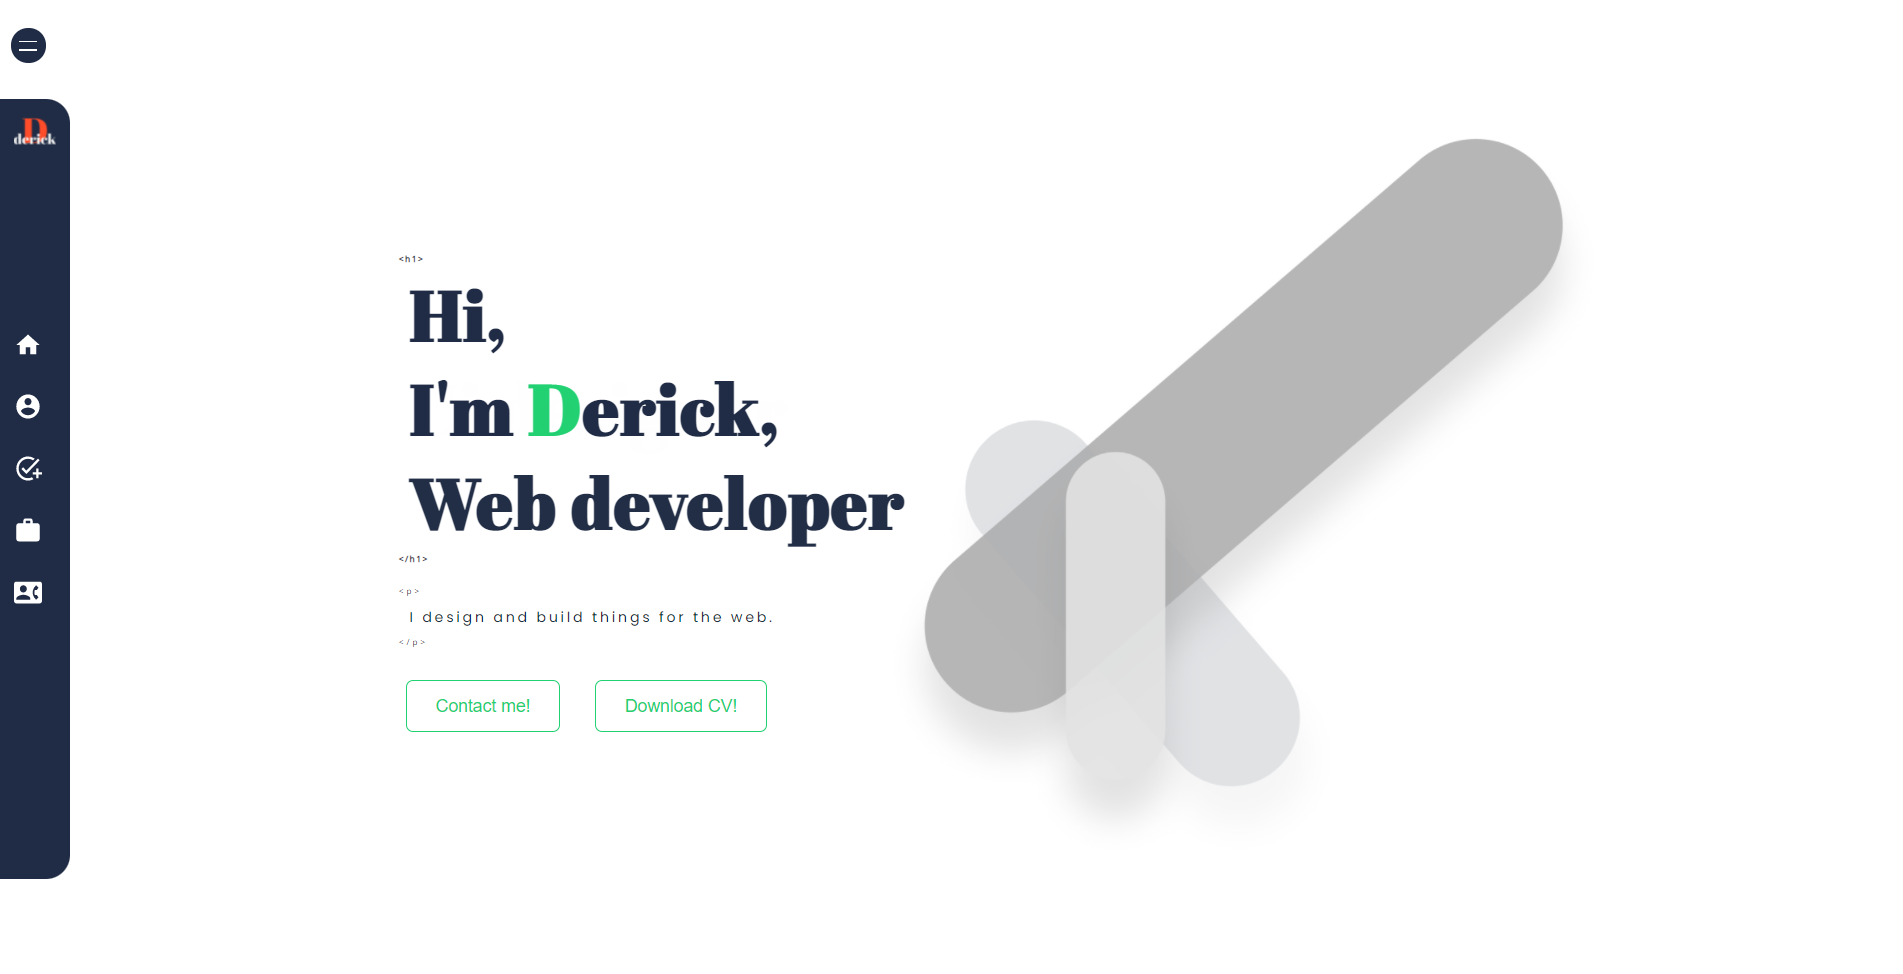 D
derick
<h1>
Hi,
I'm Derick,
Web developer
</h1>
<p>
I design and build things for the web.
</p>
Contact me!
Download CV!